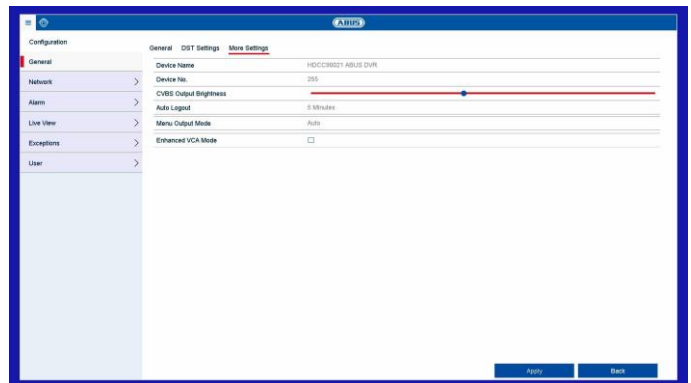 ABUS
Configuration
General DST Settings More Settings
General
Network
Alarm
Live View
Exceptions
User
Device Name HDCC90021 ABUS DVR
Device No. 255
CVBS Output Brightness
Auto Logout 5 Minutes
Menu Output Mode Auto
Enhanced VCA Mode
Apply Back